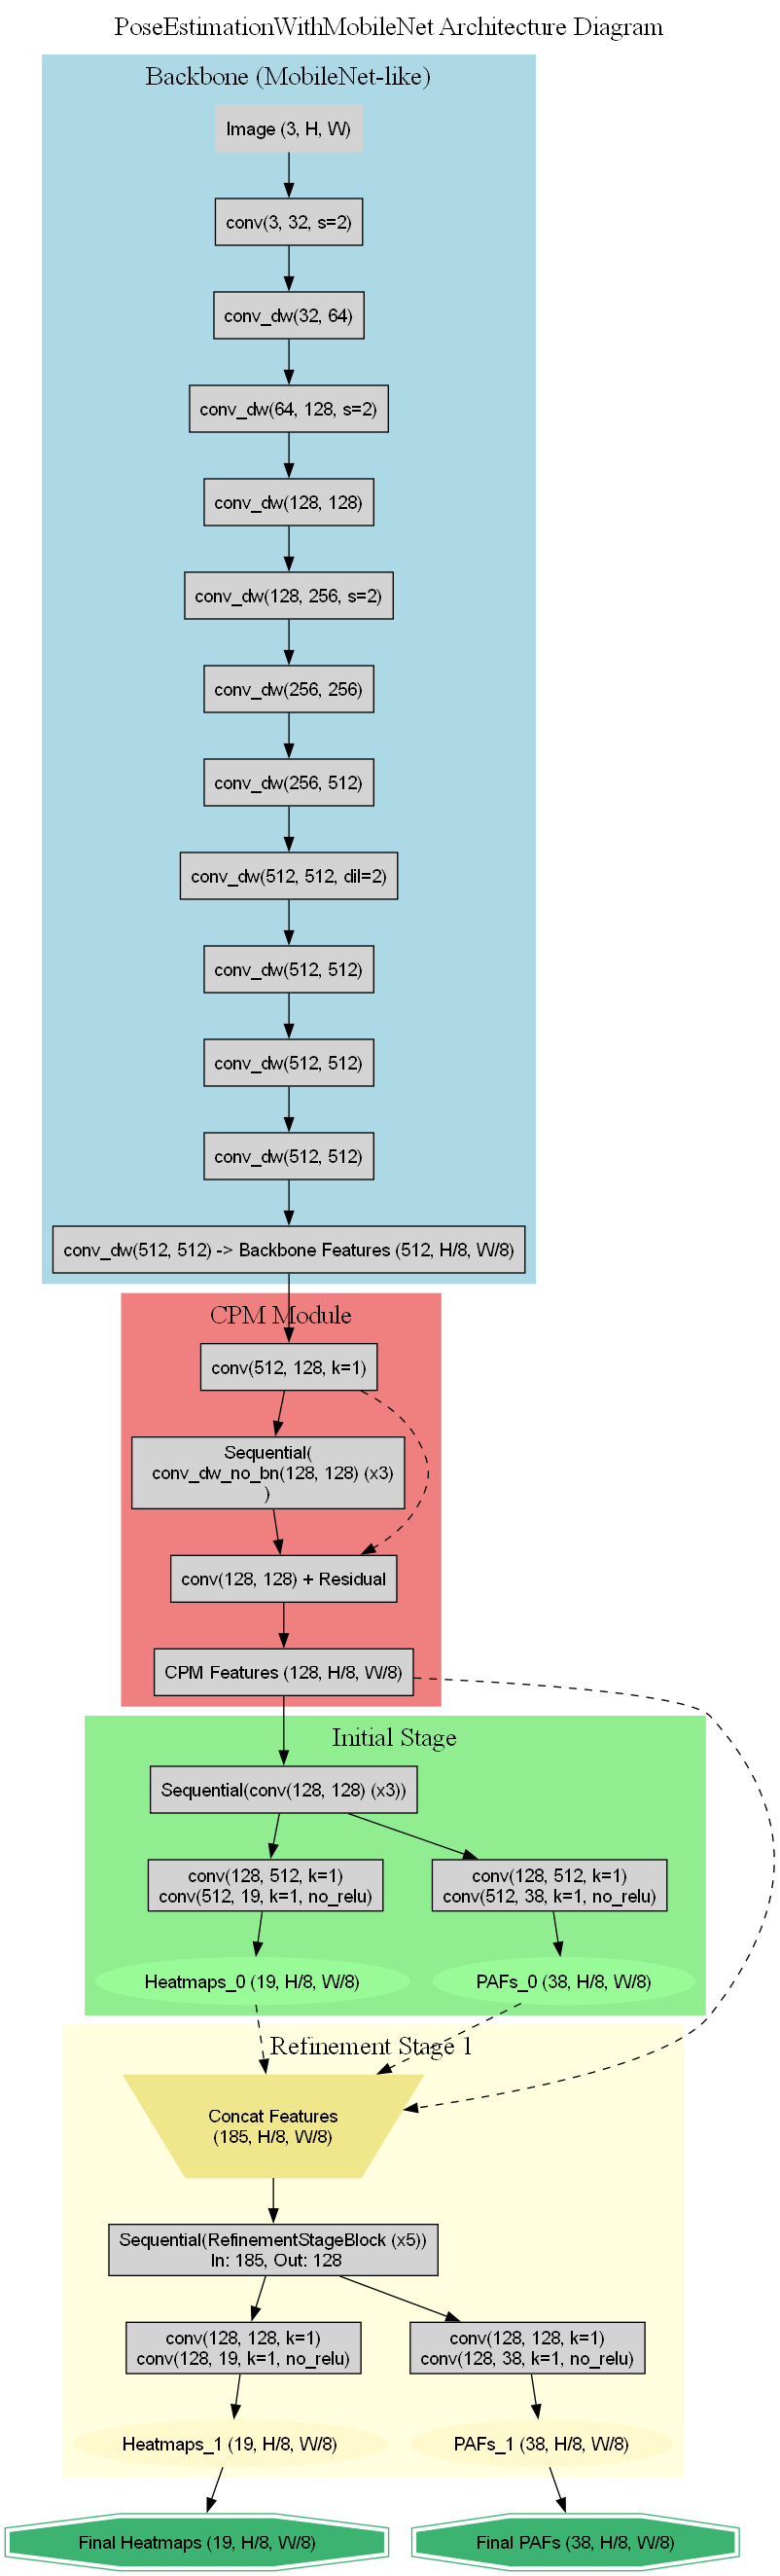 PoseEstimationWithMobileNet Architecture Diagram
Backbone (MobileNet-like)
Image (3, H, W)
conv(3, 32, s=2)
conv_dw(32, 64)
conv_dw(64, 128, s=2)
conv_dw(128, 128)
conv_dw(128, 256, s=2)
conv_dw(256, 256)
conv_dw(256, 512)
conv_dw(512, 512, dil=2)
conv_dw(512, 512)
conv_dw(512, 512)
conv_dw(512, 512)
conv_dw(512, 512) -> Backbone Features (512, H/8, W/8)
CPM Module
conv(512, 128, k=1)
Sequential(
conv_dw_no_bn(128, 128) (x3)
)
conv(128, 128) + Residual
CPM Features (128, H/8, W/8)
Initial Stage
Sequential(conv(128, 128) (x3))
conv(128, 512, k=1)
conv(512, 19, k=1, no_relu)
conv(128, 512, k=1)
conv(512, 38, k=1, no_relu)
Heatmaps_0 (19, H/8, W/8)
PAFs_0 (38, H/8, W/8)
Refinement Stage 1
Concat Features
(185, H/8, W/8)
Sequential(RefinementStageBlock (x5))
In: 185, Out: 128
conv(128, 128, k=1)
conv(128, 19, k=1, no_relu)
conv(128, 128, k=1)
conv(128, 38, k=1, no_relu)
Heatmaps_1 (19, H/8, W/8)
PAFs_1 (38, H/8, W/8)
Final Heatmaps (19, H/8, W/8)
Final PAFs (38, H/8, W/8)